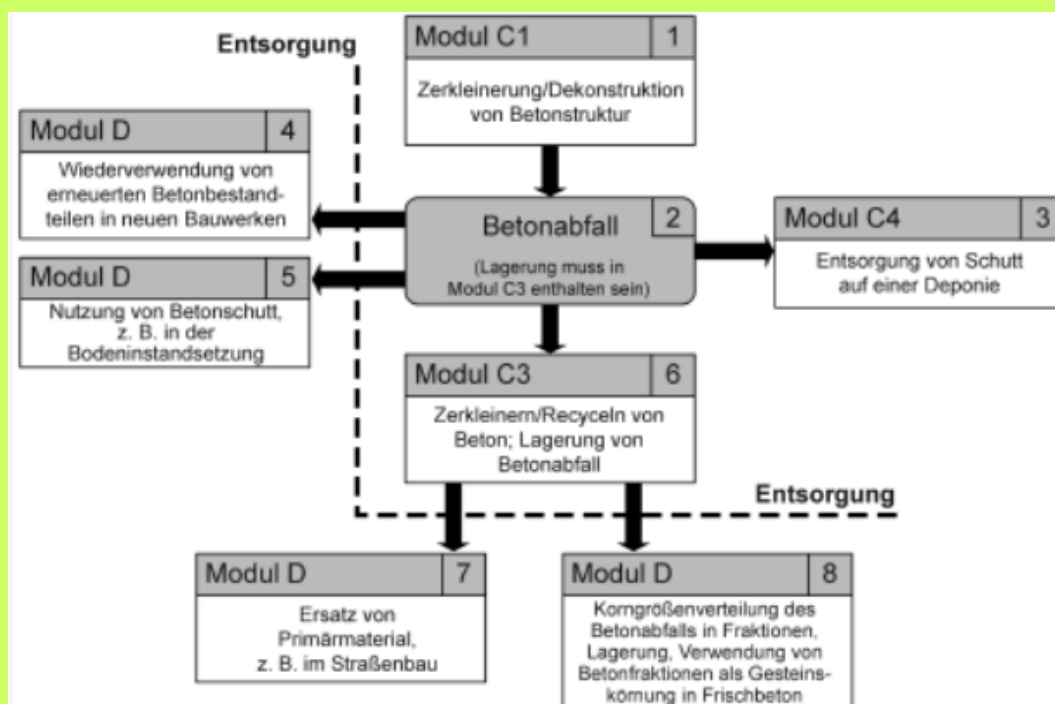 Entsorgung
Modul C1 1
Zerkleinerung/Dekonstruktion
von Betonstruktur
Modul D 4
Wiederverwendung von
erneuerten Betonbestand-
teilen in neuen Bauwerken
Betonabfall 2
(Lagerung muss in
Modul C3 enthalten sein)
Modul C4 3
Entsorgung von Schutt
auf einer Deponie
Modul D 5
Nutzung von Betonschutt,
z. B. in der
Bodeninstandsetzung
Modul C3 6
Zerkleinern/Recyceln von
Beton; Lagerung von
Betonabfall
Entsorgung
Modul D 7
Ersatz von
Primärmaterial,
z. B. im Straßenbau
Modul D 8
Korngrößenverteilung des
Betonabfalls in Fraktionen,
Lagerung, Verwendung von
Betonfraktionen als Gesteins-
körnung in Frischbeton